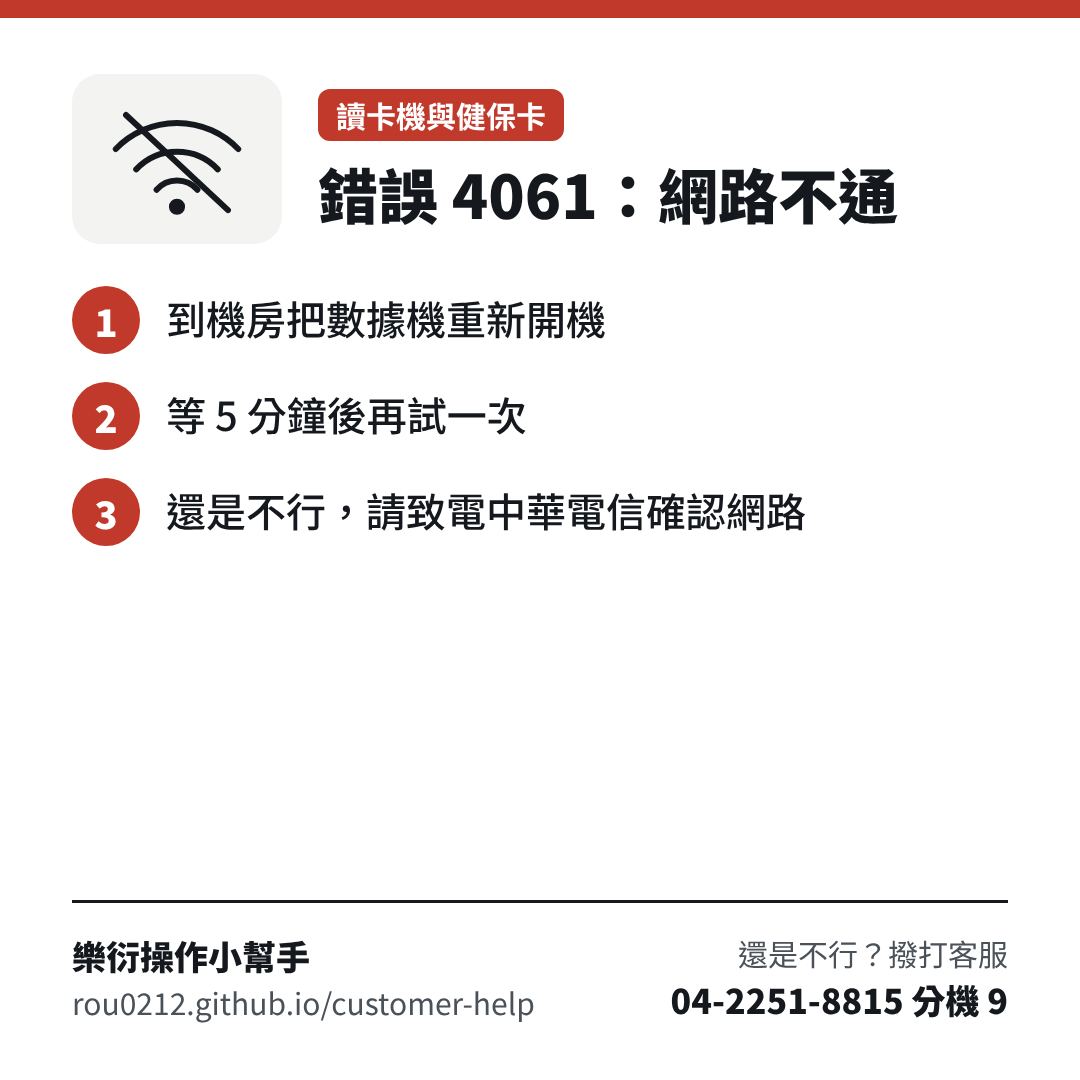 讀卡機與健保卡
錯誤 4061：網路不通
1 到機房把數據機重新開機
2 等 5 分鐘後再試一次
3 還是不行，請致電中華電信確認網路
樂衍操作小幫手
rou0212.github.io/customer-help
還是不行？撥打客服
04-2251-8815 分機 9